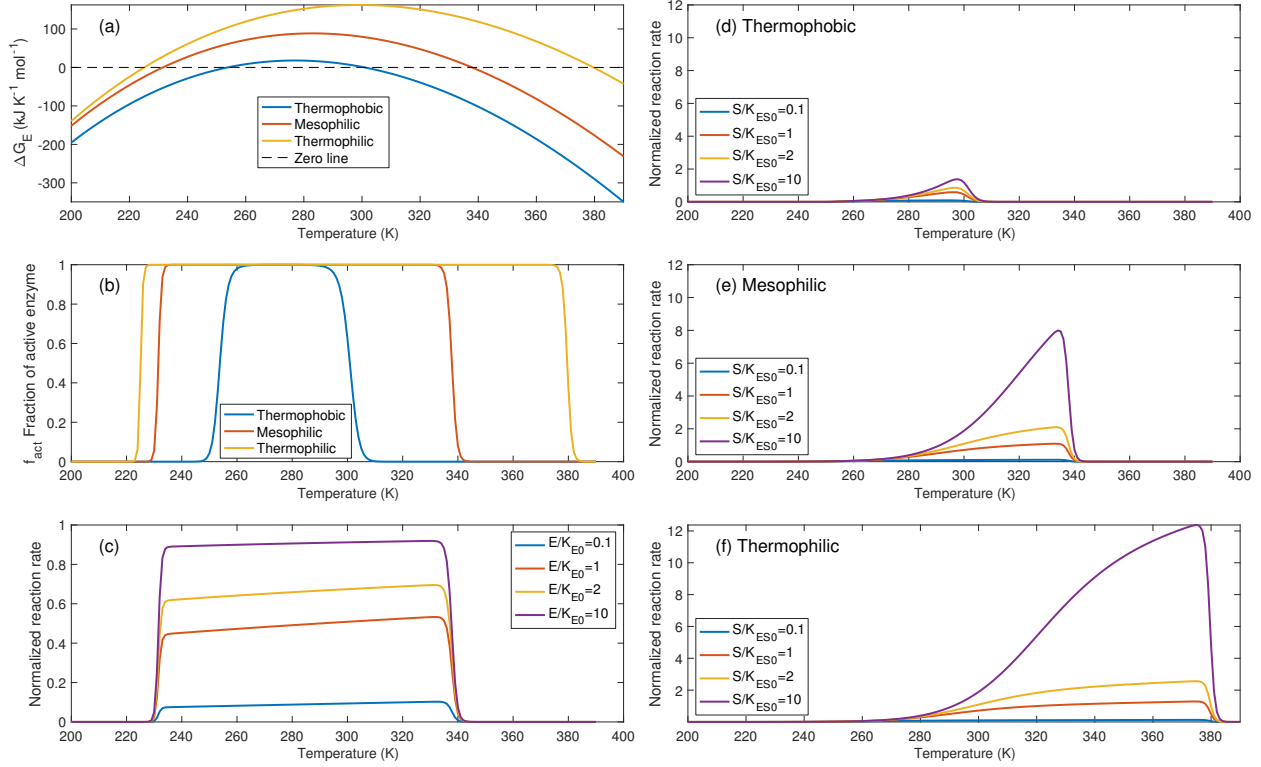 (a)
100
0
-100
-200
-300
ΔG_E (kJ K⁻¹ mol⁻¹)
Thermophobic
Mesophilic
Thermophilic
Zero line
200 220 240 260 280 300 320 340 360 380
Temperature (K)
(b)
1
0.8
0.6
0.4
0.2
0
f_act Fraction of active enzyme
Thermophobic
Mesophilic
Thermophilic
200 220 240 260 280 300 320 340 360 380 400
Temperature (K)
(c)
1
0.8
0.6
0.4
0.2
0
Normalized reaction rate
E/K_E0=0.1
E/K_E0=1
E/K_E0=2
E/K_E0=10
200 220 240 260 280 300 320 340 360 380 400
Temperature (K)
(d) Thermophobic
12
10
8
6
4
2
0
Normalized reaction rate
S/K_ES0=0.1
S/K_ES0=1
S/K_ES0=2
S/K_ES0=10
200 220 240 260 280 300 320 340 360 380 400
Temperature (K)
(e) Mesophilic
12
10
8
6
4
2
0
Normalized reaction rate
S/K_ES0=0.1
S/K_ES0=1
S/K_ES0=2
S/K_ES0=10
200 220 240 260 280 300 320 340 360 380 400
Temperature (K)
(f) Thermophilic
12
10
8
6
4
2
Normalized reaction rate
S/K_ES0=0.1
S/K_ES0=1
S/K_ES0=2
S/K_ES0=10
200 220 240 260 280 300 320 340 360 380
Temperature (K)